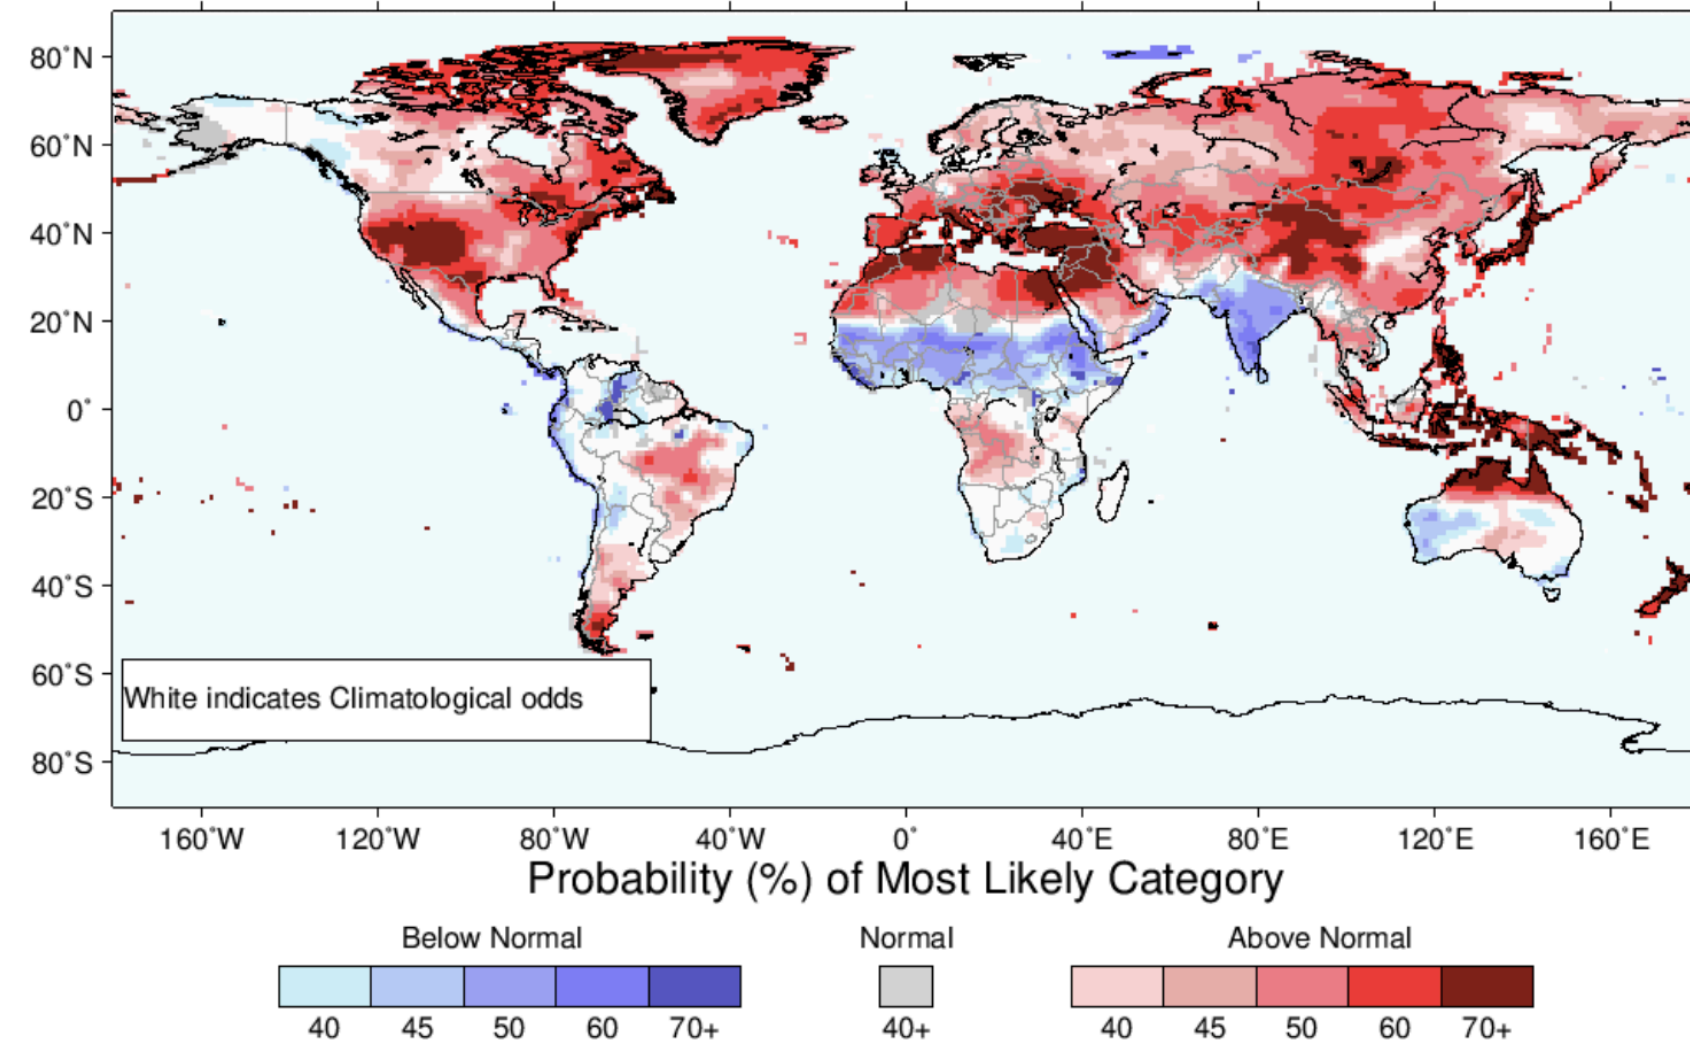 80˚N
60˚N
40˚N
20˚N
0˚
20˚S
40˚S
60˚S
80˚S
White indicates Climatological odds
160˚W 120˚W 80˚W 40˚W 0˚ 40˚E 80˚E 120˚E 160˚E
Probability (%) of Most Likely Category
Below Normal Normal Above Normal
40 45 50 60 70+ 40+ 40 45 50 60 70+